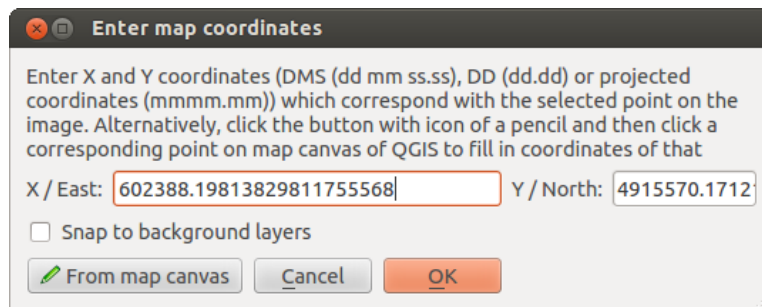 Enter map coordinates
Enter X and Y coordinates (DMS (dd mm ss.ss), DD (dd.dd) or projected
coordinates (mmmm.mm)) which correspond with the selected point on the
image. Alternatively, click the button with icon of a pencil and then click a
corresponding point on map canvas of QGIS to fill in coordinates of that
X / East: 602388.19813829811755568 Y / North: 4915570.1712
Snap to background layers
From map canvas Cancel OK